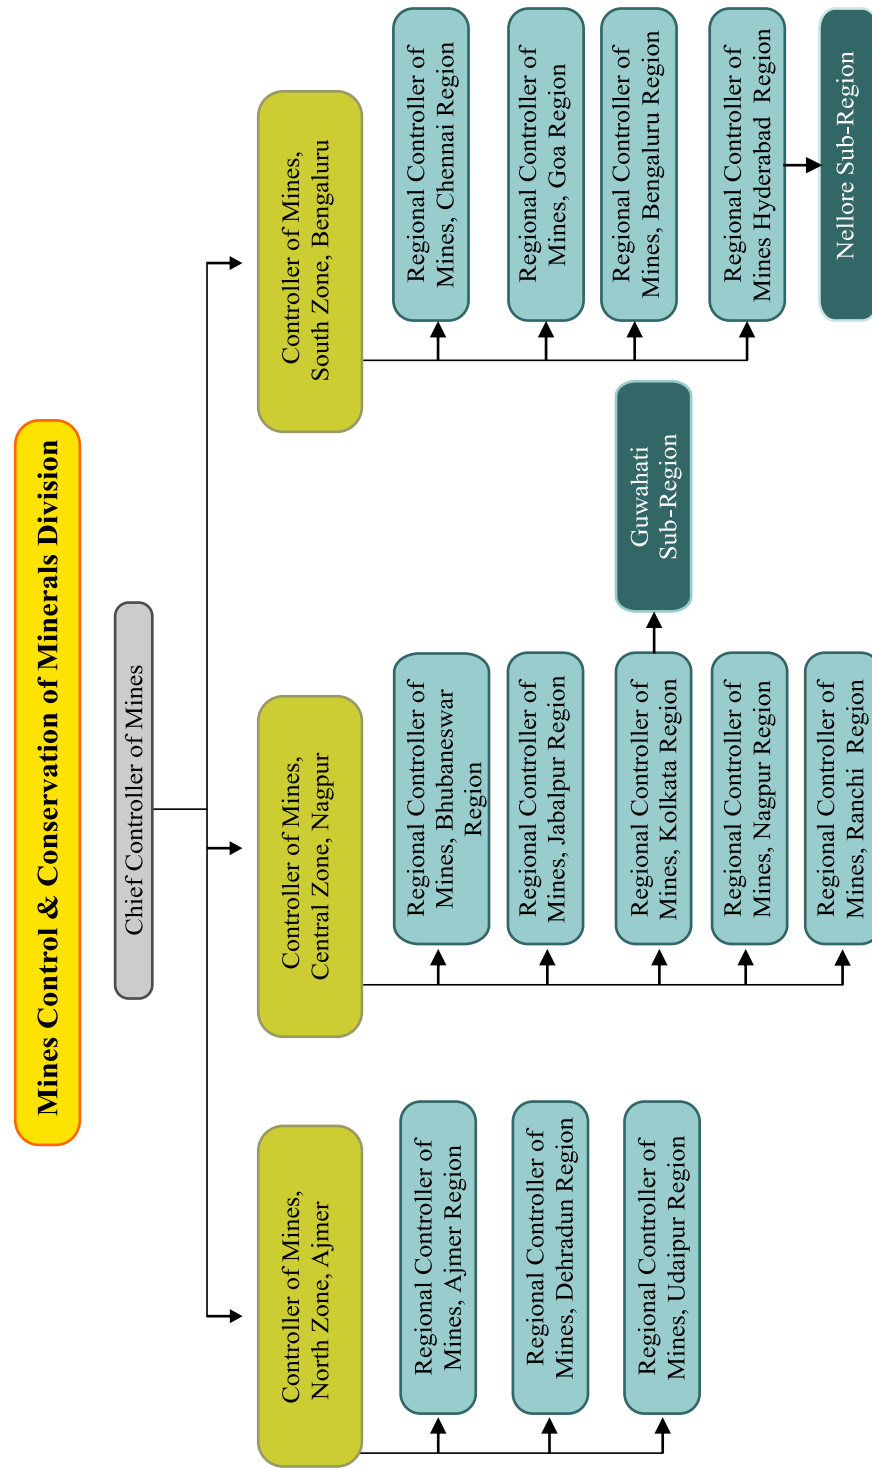 Mines Control & Conservation of Minerals Division
Chief Controller of Mines
Controller of Mines,
North Zone, Ajmer
Regional Controller of
Mines, Ajmer Region
Regional Controller of
Mines, Dehradun Region
Regional Controller of
Mines, Udaipur Region
Controller of Mines,
Central Zone, Nagpur
Regional Controller of
Mines, Bhubaneswar
Region
Regional Controller of
Mines, Jabalpur Region
Regional Controller of
Mines, Kolkata Region
Guwahati
Sub-Region
Regional Controller of
Mines, Nagpur Region
Regional Controller of
Mines, Ranchi Region
Controller of Mines,
South Zone, Bengaluru
Regional Controller of
Mines, Chennai Region
Regional Controller of
Mines, Goa Region
Regional Controller of
Mines, Bengaluru Region
Regional Controller of
Mines Hyderabad Region
Nellore Sub-Region